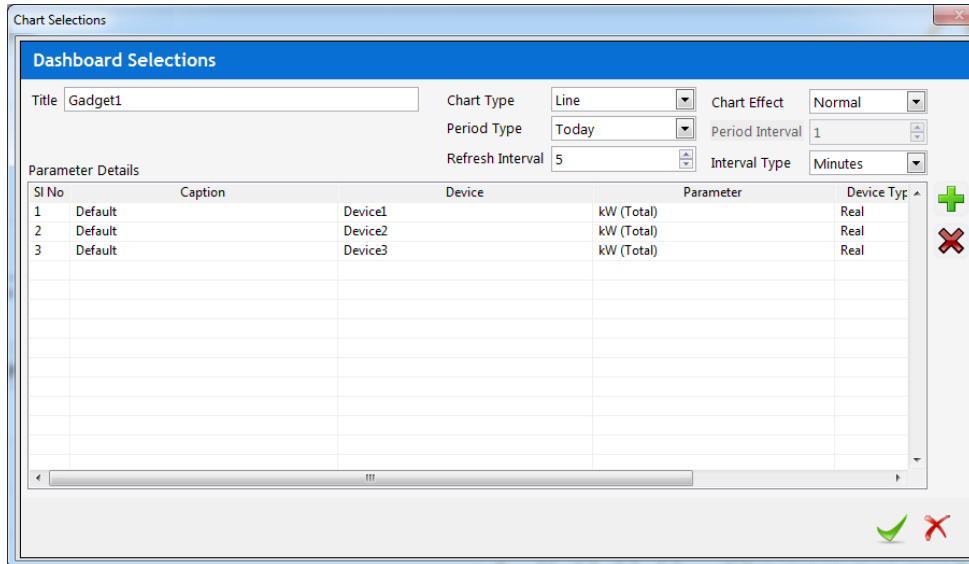 Chart Selections
Dashboard Selections
Title Gadget1 Chart Type Line Chart Effect Normal
Period Type Today Period Interval 1
Refresh Interval 5 Interval Type Minutes
Parameter Details
Sl No Caption Device Parameter Device Typ
1 Default Device1 kW (Total) Real
2 Default Device2 kW (Total) Real
3 Default Device3 kW (Total) Real